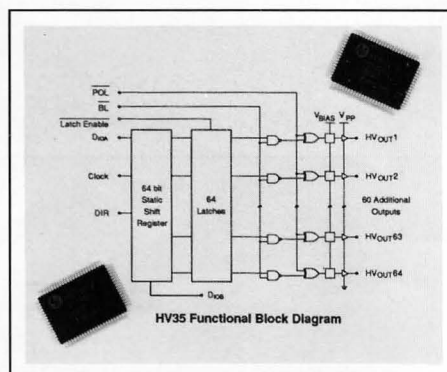 POL
BL
Latch Enable
DIOA
Clock
DIR
64 bit
Static
Shift
Register
64
Latches
VBIAS VPP
HVOUT1
HVOUT2
60 Additional
Outputs
HVOUT63
HVOUT64
DIOB
HV35 Functional Block Diagram